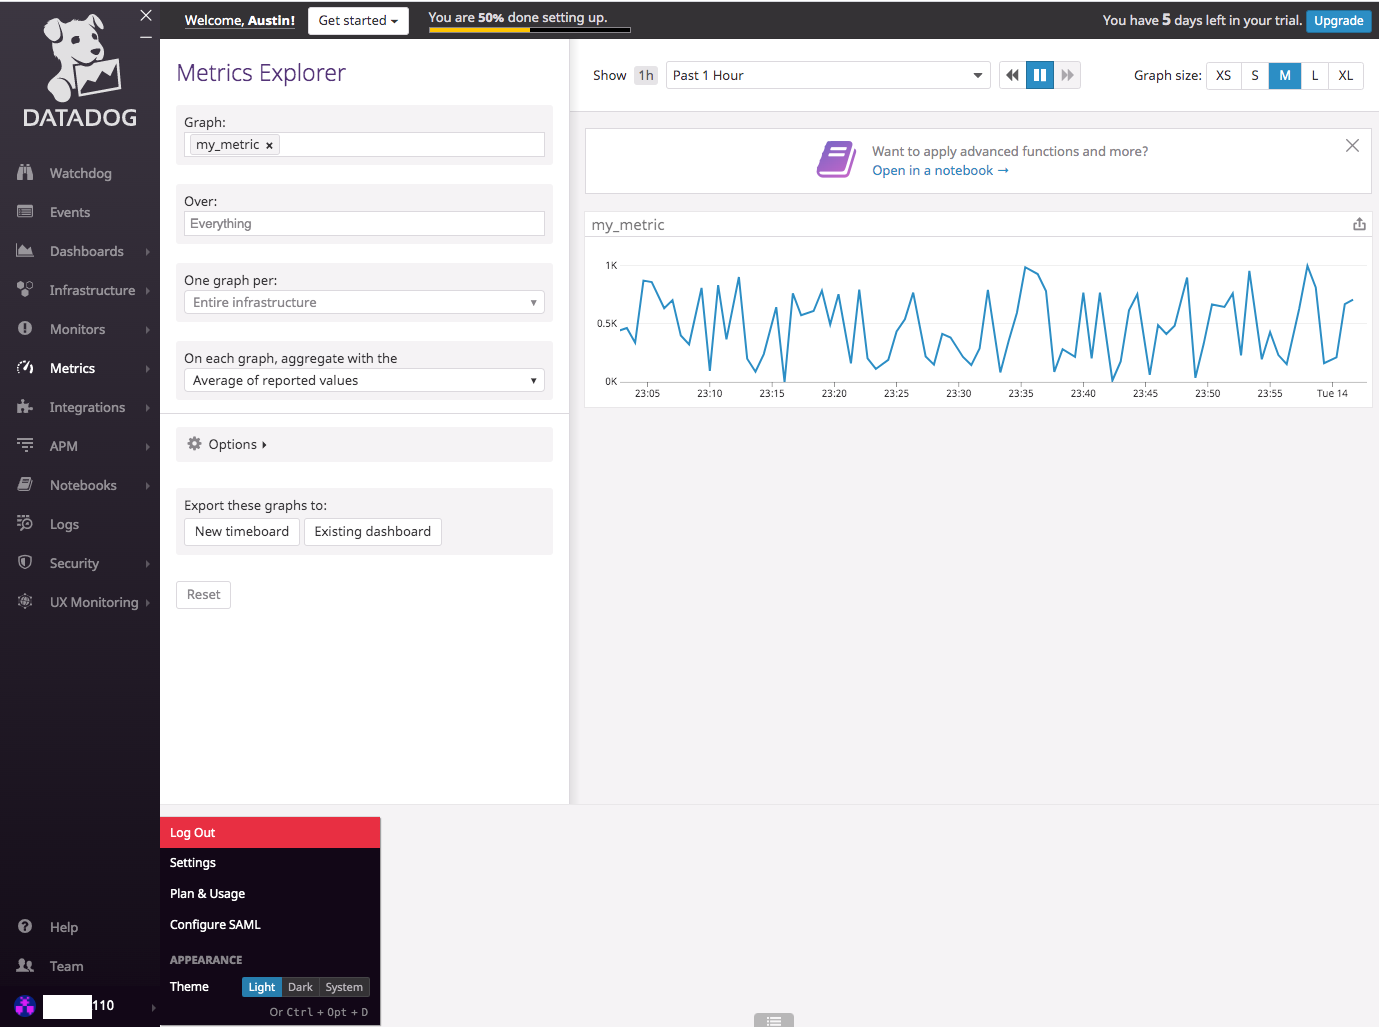 DATADOG
Watchdog
Events
Dashboards
Infrastructure
Monitors
Metrics
Integrations
APM
Notebooks
Logs
Security
UX Monitoring
Help
Team
110
Welcome, Austin!
Get started
You are 50% done setting up.
You have 5 days left in your trial.
Upgrade
Metrics Explorer
Graph:
my_metric ×
Over:
Everything
One graph per:
Entire infrastructure
On each graph, aggregate with the
Average of reported values
Options
Export these graphs to:
New timeboard Existing dashboard
Reset
Show 1h Past 1 Hour
Graph size: XS S M L XL
Want to apply advanced functions and more?
Open in a notebook →
my_metric
1K
0.5K
0K
23:05 23:10 23:15 23:20 23:25 23:30 23:35 23:40 23:45 23:50 23:55 Tue 14
Log Out
Settings
Plan & Usage
Configure SAML
APPEARANCE
Theme Light Dark System
Or Ctrl + Opt + D